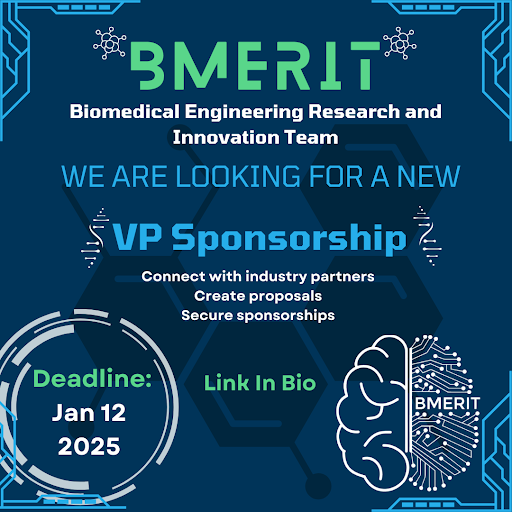 BMERIT
Biomedical Engineering Research and
Innovation Team
WE ARE LOOKING FOR A NEW
VP Sponsorship
Connect with industry partners
Create proposals
Secure sponsorships
Deadline:
Jan 12
2025
Link In Bio
BMERIT